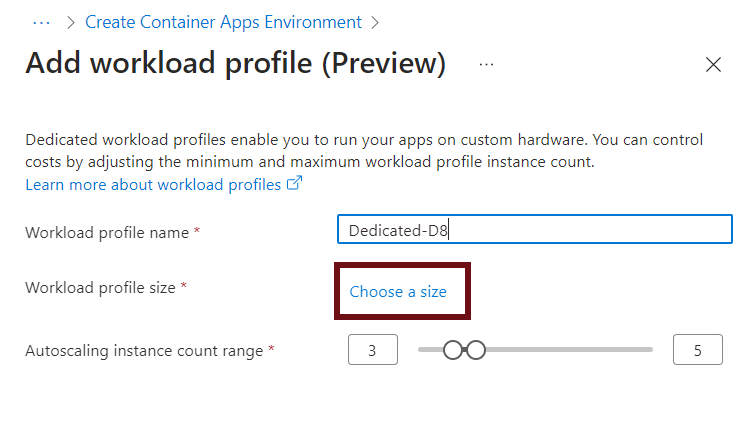 ··· > Create Container Apps Environment >
Add workload profile (Preview) ···
Dedicated workload profiles enable you to run your apps on custom hardware. You can control
costs by adjusting the minimum and maximum workload profile instance count.
Learn more about workload profiles
Workload profile name * Dedicated-D8
Workload profile size * Choose a size
Autoscaling instance count range * 3 5